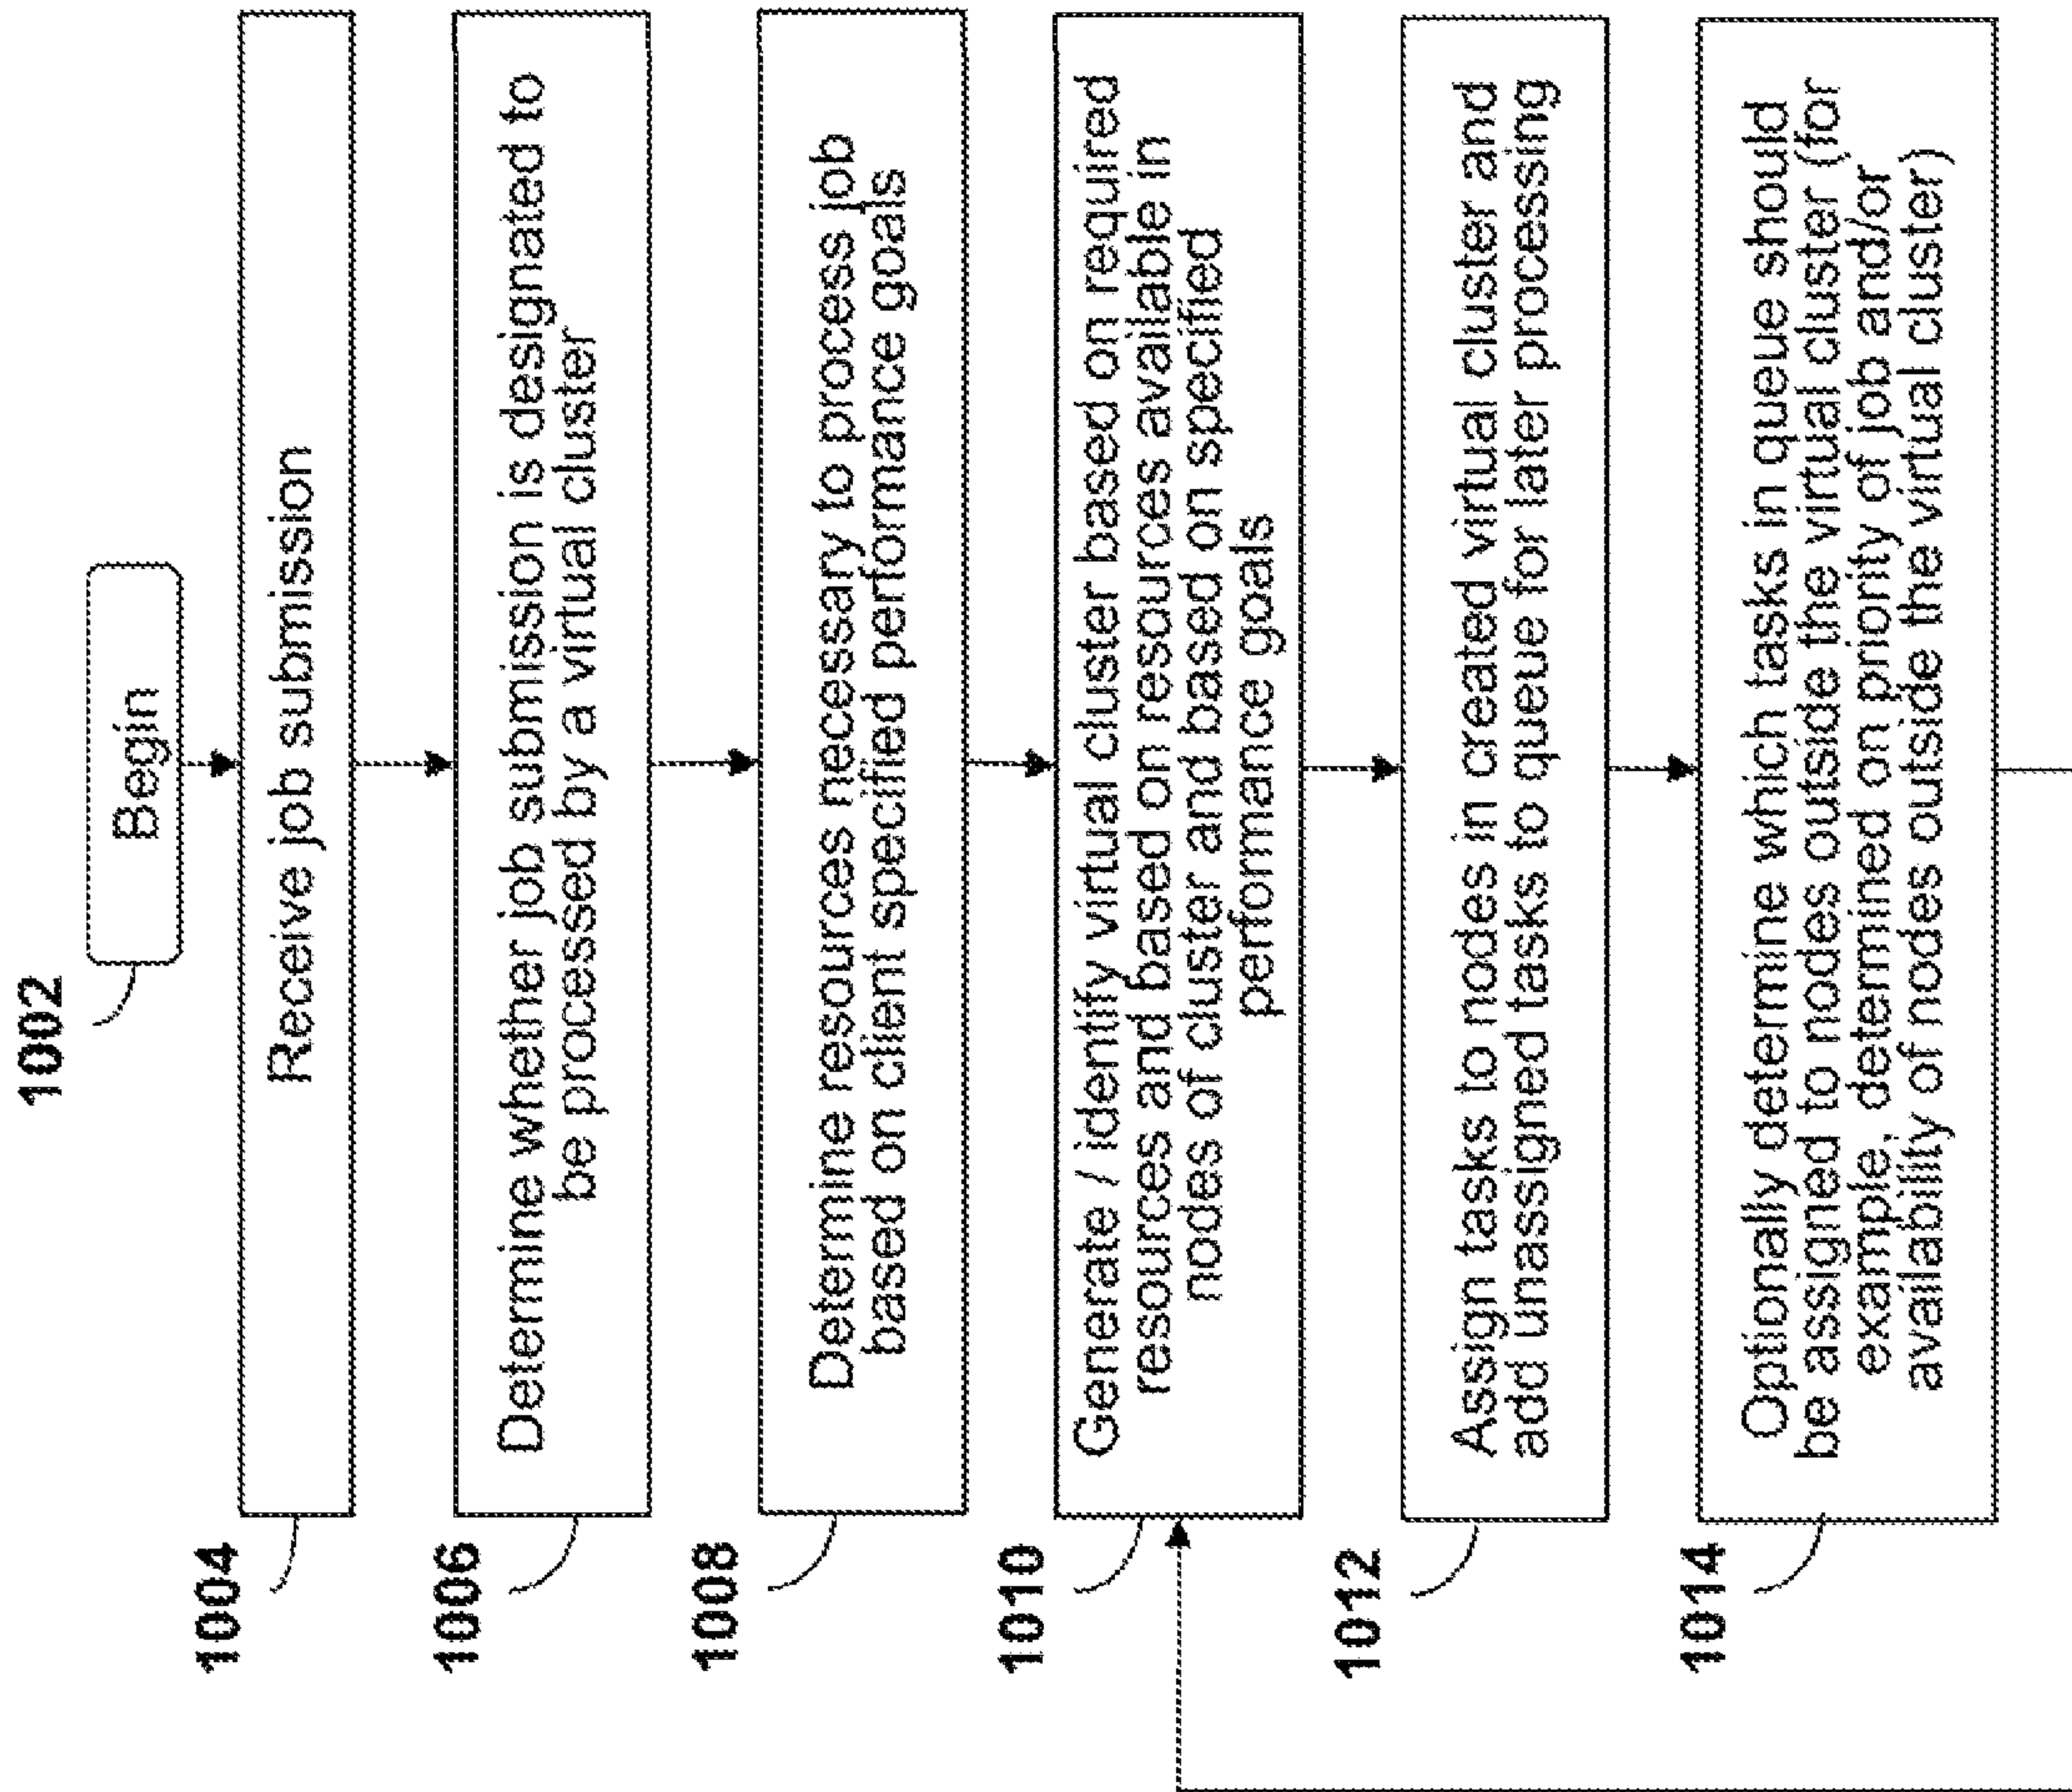 1002
Begin
1004
Receive job submission
1006
Determine whether job submission is designated to
be processed by a virtual cluster
1008
Determine resources necessary to process job
based on client specified performance goals
1010
Generate / identify virtual cluster based on required
resources and based on resources available in
nodes of cluster and based on specified
performance goals
1012
Assign tasks to nodes in created virtual cluster and
add unassigned tasks to queue for later processing
1014
Optionally determine which tasks in queue should
be assigned to nodes outside the virtual cluster (for
example, determined on priority of job and/or
availability of nodes outside the virtual cluster)